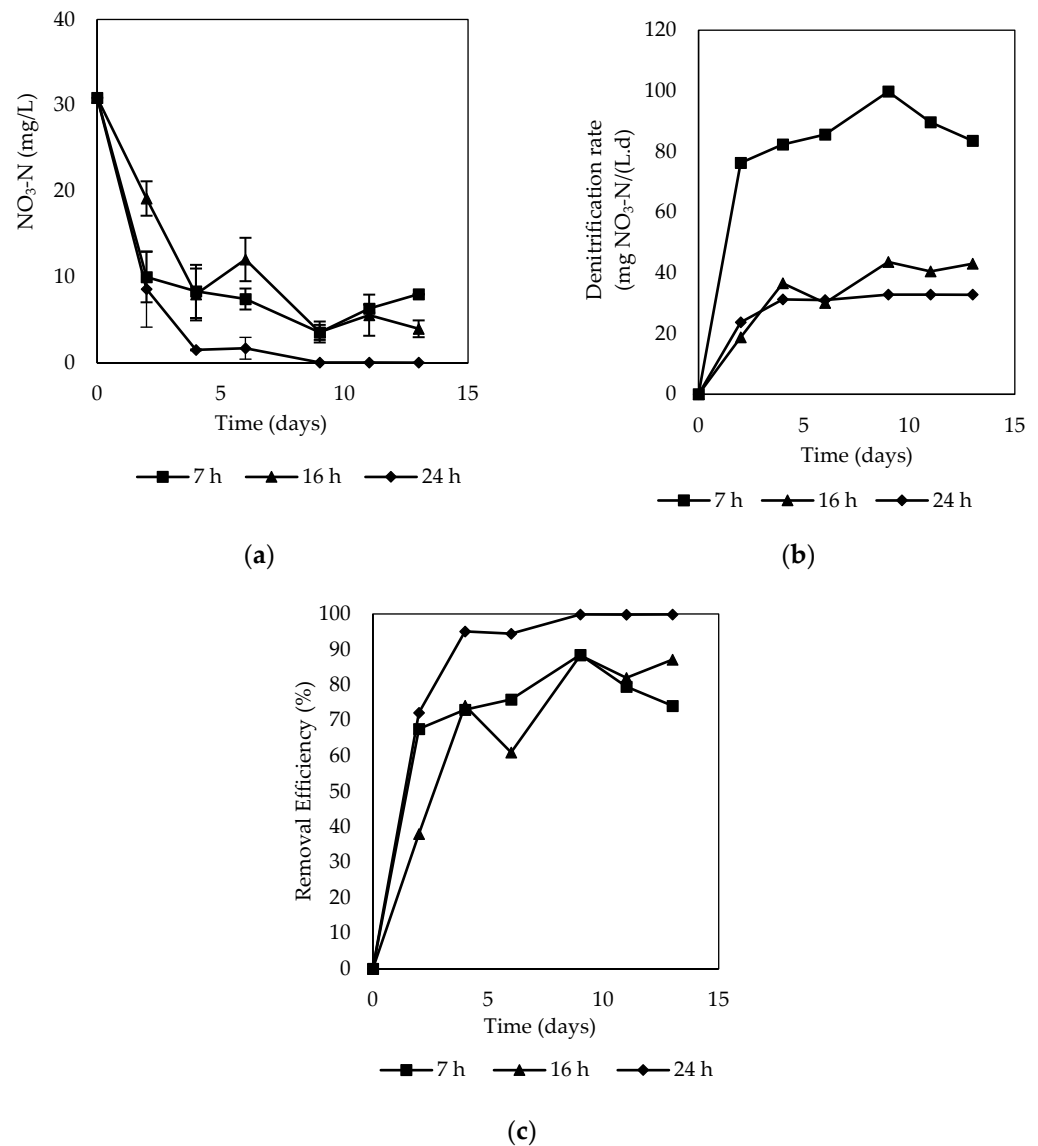 40
30
20
10
0
NO₃-N (mg/L)
0 5 10 15
Time (days)
7 h 16 h 24 h
(a)
120
100
80
60
40
20
0
Denitrification rate
(mg NO₃-N/(L.d)
0 5 10 15
Time (days)
7 h 16 h 24 h
(b)
100
90
80
70
60
50
40
30
20
10
0
Removal Efficiency (%)
0 5 10 15
Time (days)
7 h 16 h 24 h
(c)